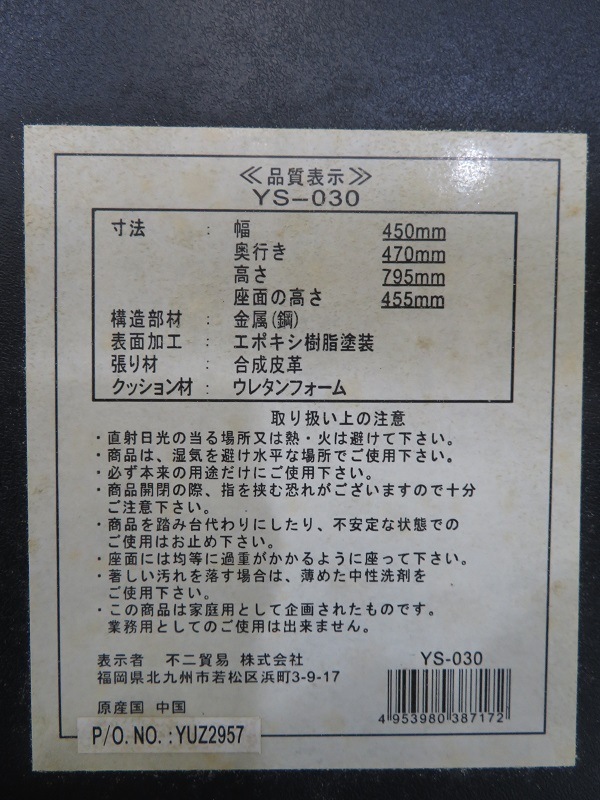 ≪品質表示≫
YS-030
寸法 : 幅 450mm
奥行き 470mm
高さ 795mm
座面の高さ 455mm
構造部材 : 金属(鋼)
表面加工 : エポキシ樹脂塗装
張り材 : 合成皮革
クッション材 : ウレタンフォーム
取り扱い上の注意
・直射日光の当る場所又は熱・火は避けて下さい。
・商品は、湿気を避け水平な場所でご使用下さい。
・必ず本来の用途だけにご使用下さい。
・商品開閉の際、指を挟む恐れがございますので十分
ご注意下さい。
・商品を踏み台代わりにしたり、不安定な状態での
ご使用はお止め下さい。
・座面には均等に過重がかかるように座って下さい。
・著しい汚れを落す場合は、薄めた中性洗剤を
ご使用下さい。
・この商品は家庭用として企画されたものです。
業務用としてのご使用は出来ません。
表示者 不二貿易 株式会社
福岡県北九州市若松区浜町3-9-17
原産国 中国
YS-030
4 953980 387172
P/O. NO. :YUZ2957